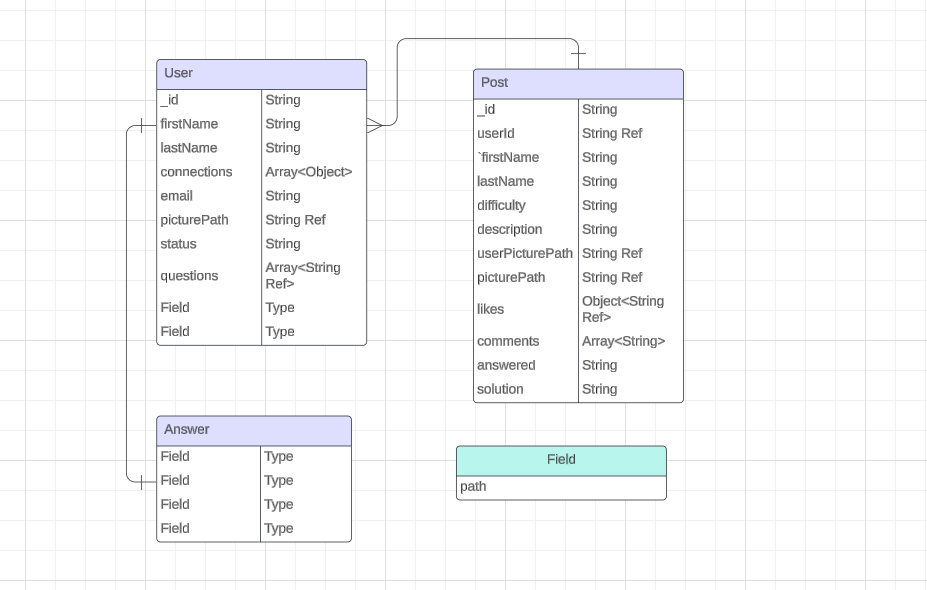 User
_id String
firstName String
lastName String
connections Array<Object>
email String
picturePath String Ref
status String
questions Array<String
Ref>
Field Type
Field Type
Post
_id String
userId String Ref
`firstName String
lastName String
difficulty String
description String
userPicturePath String Ref
picturePath String Ref
likes Object<String
Ref>
comments Array<String>
answered String
solution String
Answer
Field Type
Field Type
Field Type
Field Type
Field
path